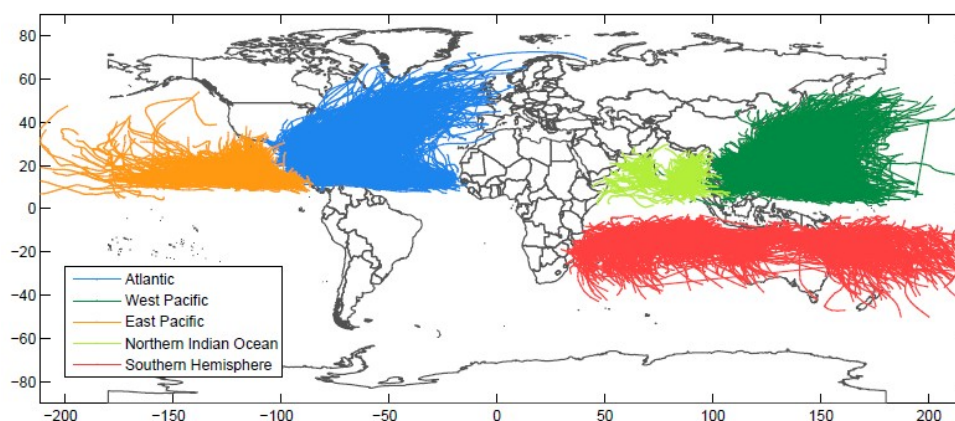 80
60
40
20
0
−20
−40
−60
−80
Atlantic
West Pacific
East Pacific
Northern Indian Ocean
Southern Hemisphere
−200 −150 −100 −50 0 50 100 150 200